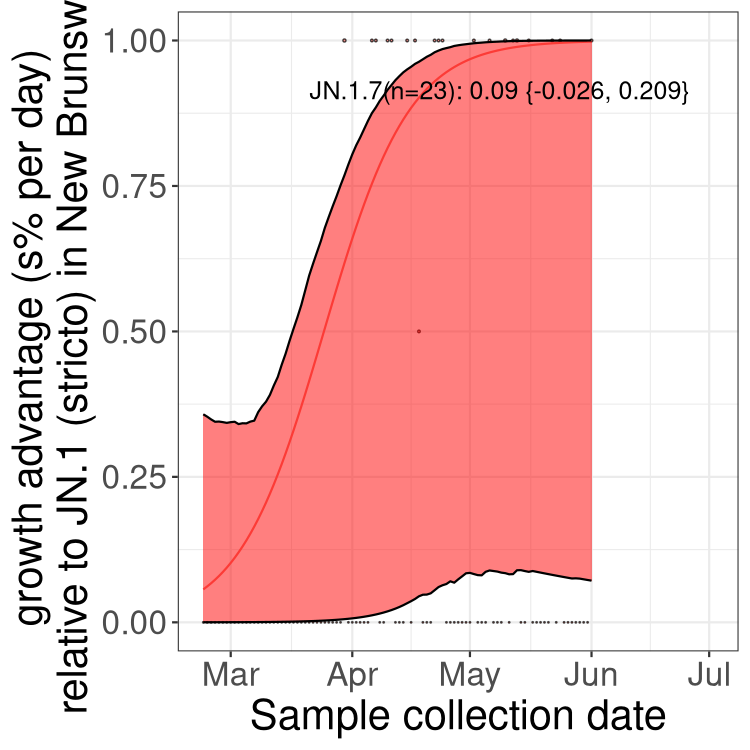 growth advantage (s% per day)
relative to JN.1 (stricto) in New Brunsw
1.00
0.75
0.50
0.25
0.00
JN.1.7(n=23): 0.09 {-0.026, 0.209}
Mar Apr May Jun Jul
Sample collection date